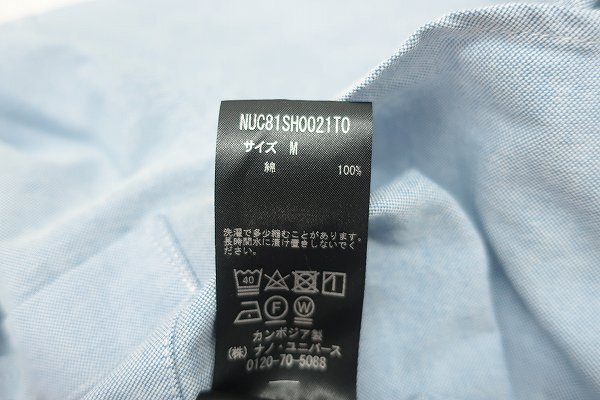 NUC81SH0021TO
サイズ M
綿 100%
洗濯で多少縮むことがあります。
長時間水に漬け置きしないでく
ださい。
40
F W
カンボジア製
(株) ナノ・ユニバース
0120-70-5088